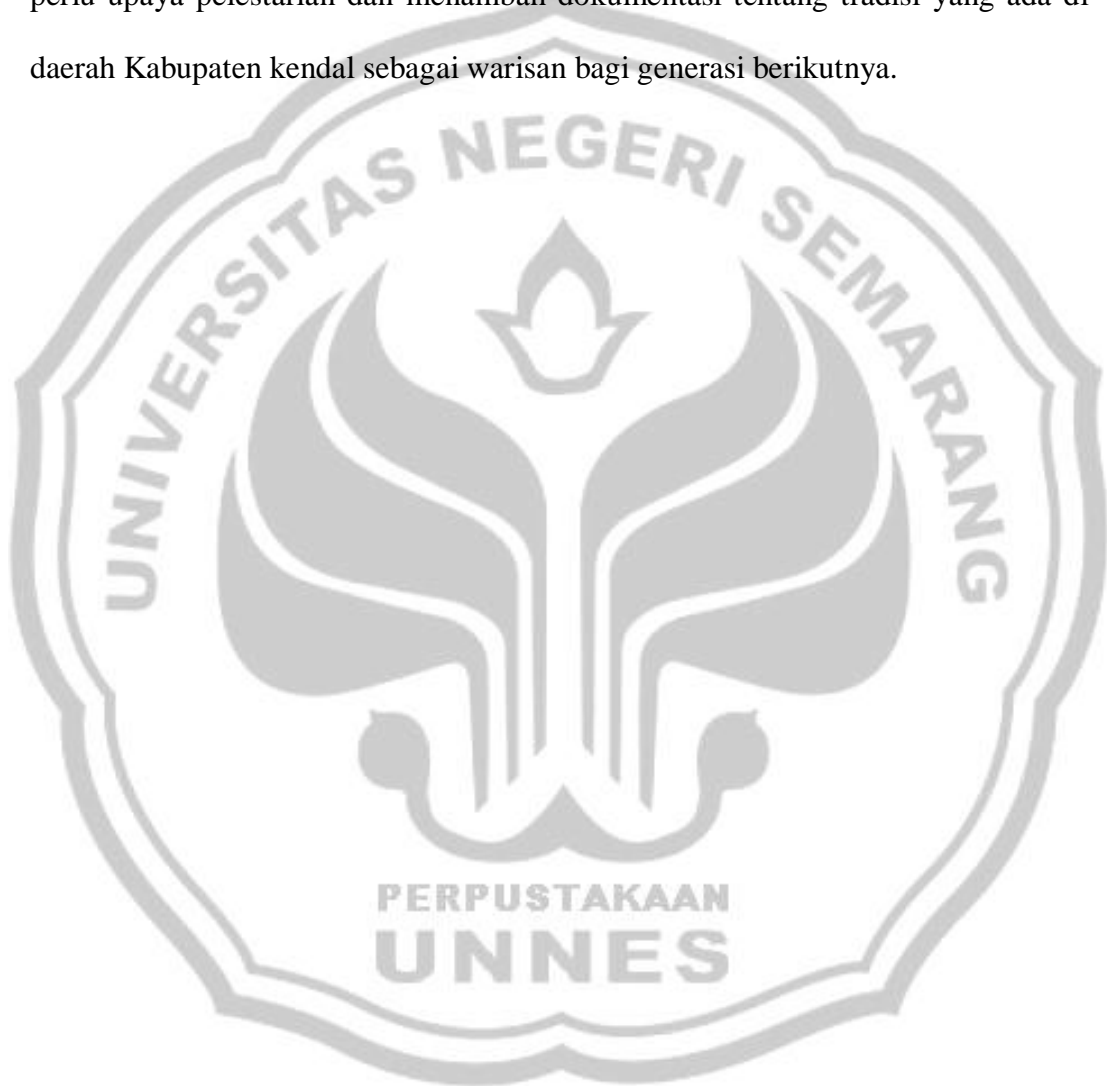 perlu upaya pelestarian dan menambah dokumentasi tentang tradisi yang ada di
daerah Kabupaten kendal sebagai warisan bagi generasi berikutnya.
UNIVERSITAS NEGERI SEMARANG
PERPUSTAKAAN
UNNES